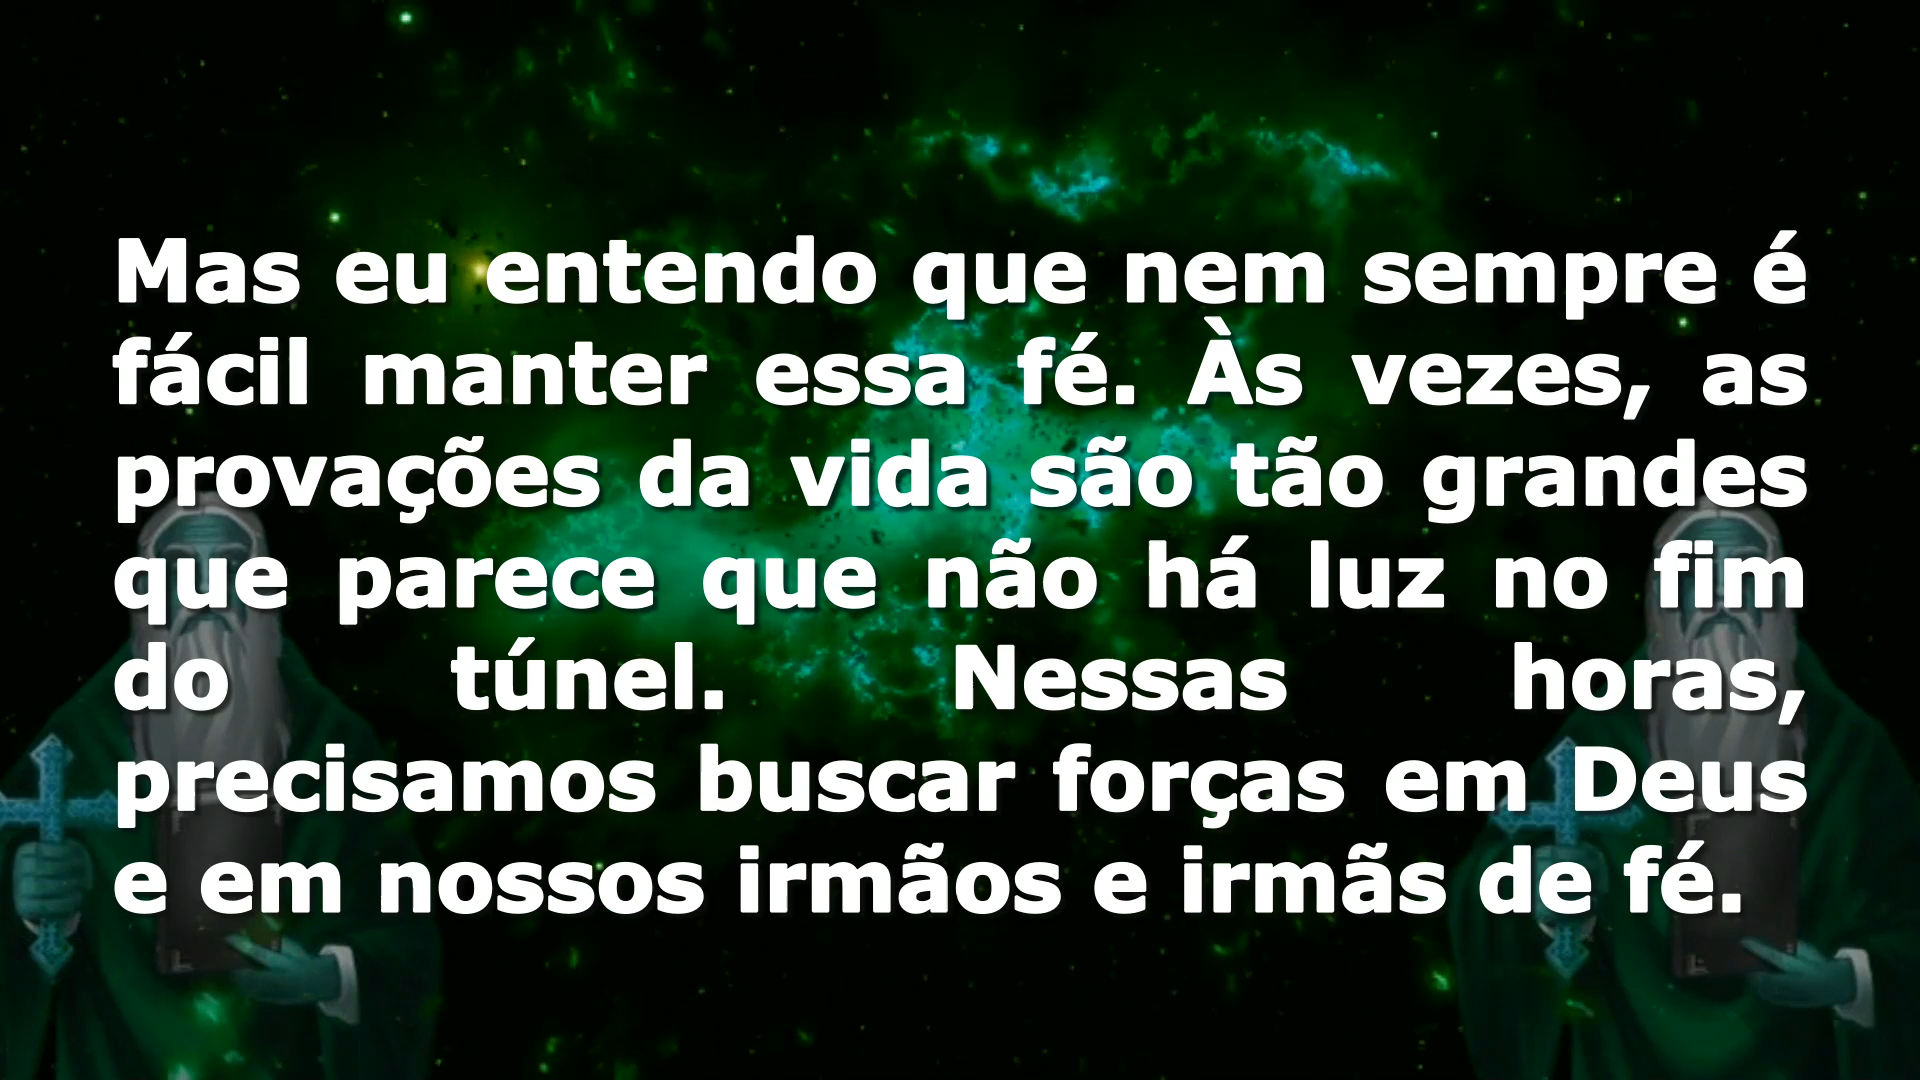 Mas eu entendo que nem sempre é
fácil manter essa fé. Às vezes, as
provações da vida são tão grandes
que parece que não há luz no fim
do túnel. Nessas horas,
precisamos buscar forças em Deus
e em nossos irmãos e irmãs de fé.